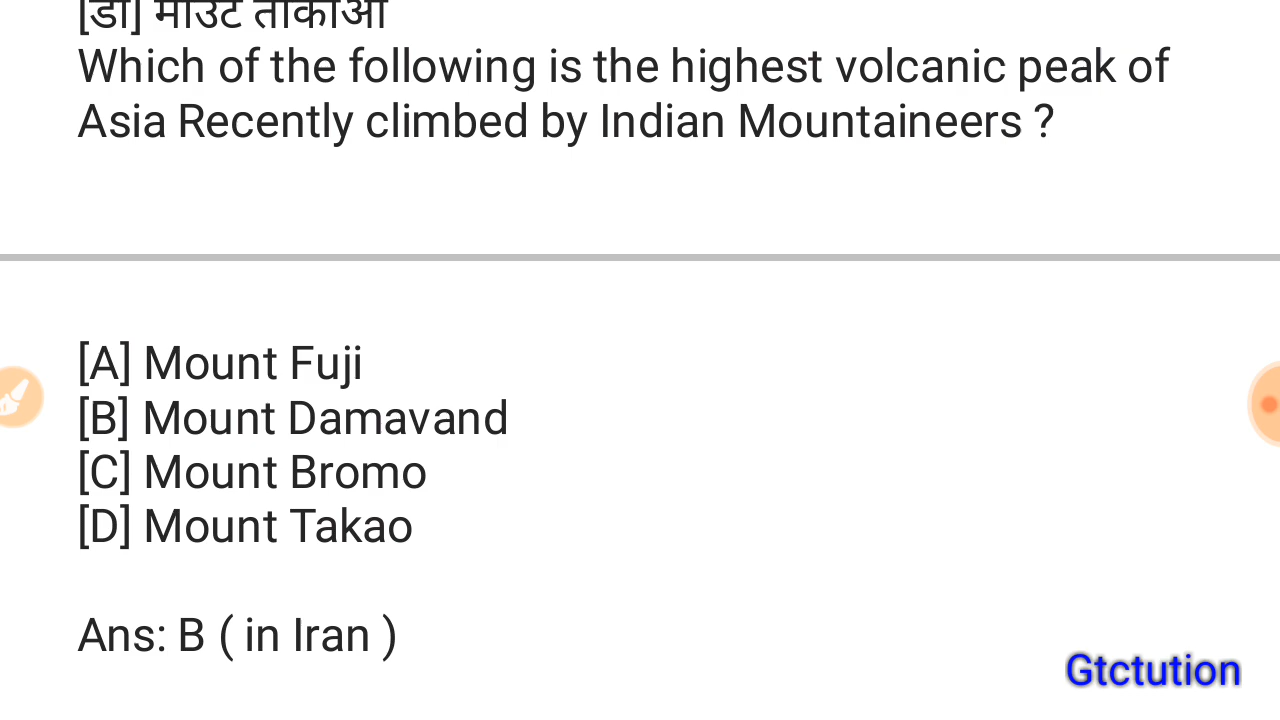 [डी] माउंट ताकाओ
Which of the following is the highest volcanic peak of
Asia Recently climbed by Indian Mountaineers ?
[A] Mount Fuji
[B] Mount Damavand
[C] Mount Bromo
[D] Mount Takao
Ans: B ( in Iran )
Gtctution